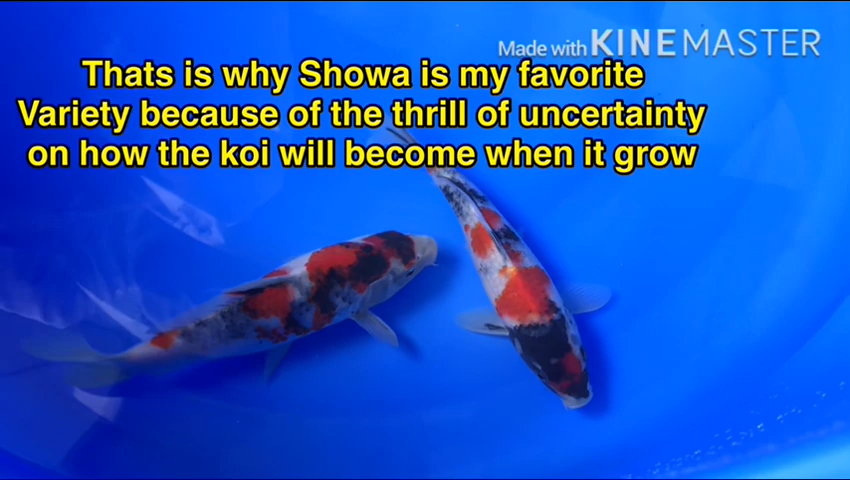 Made with KINEMASTER
Thats is why Showa is my favorite
Variety because of the thrill of uncertainty
on how the koi will become when it grow